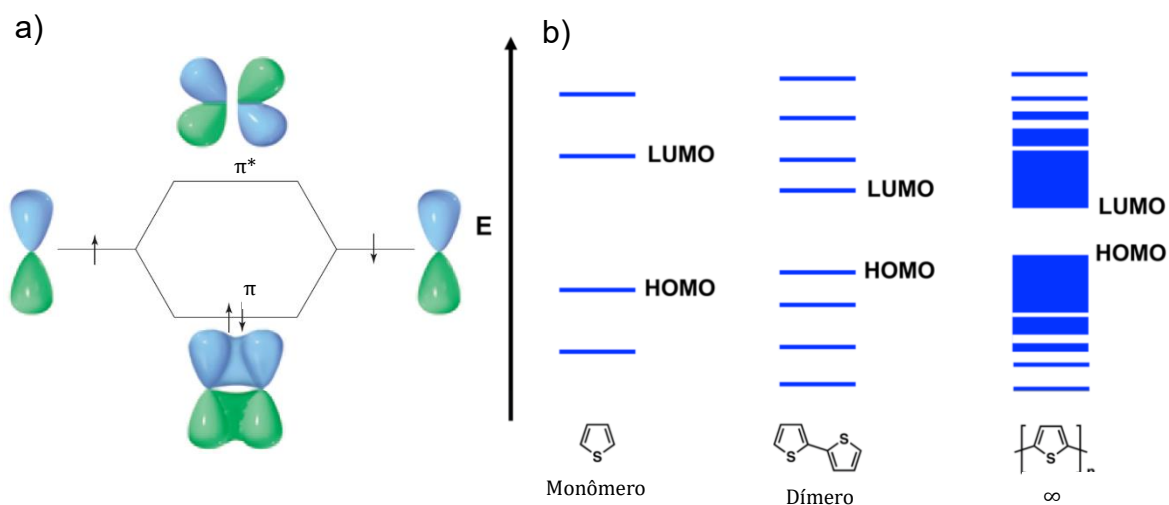 a)
b)
π*
E
π
LUMO
HOMO
LUMO
HOMO
LUMO
HOMO
S
S
S
S
n
Monômero
Dímero
∞